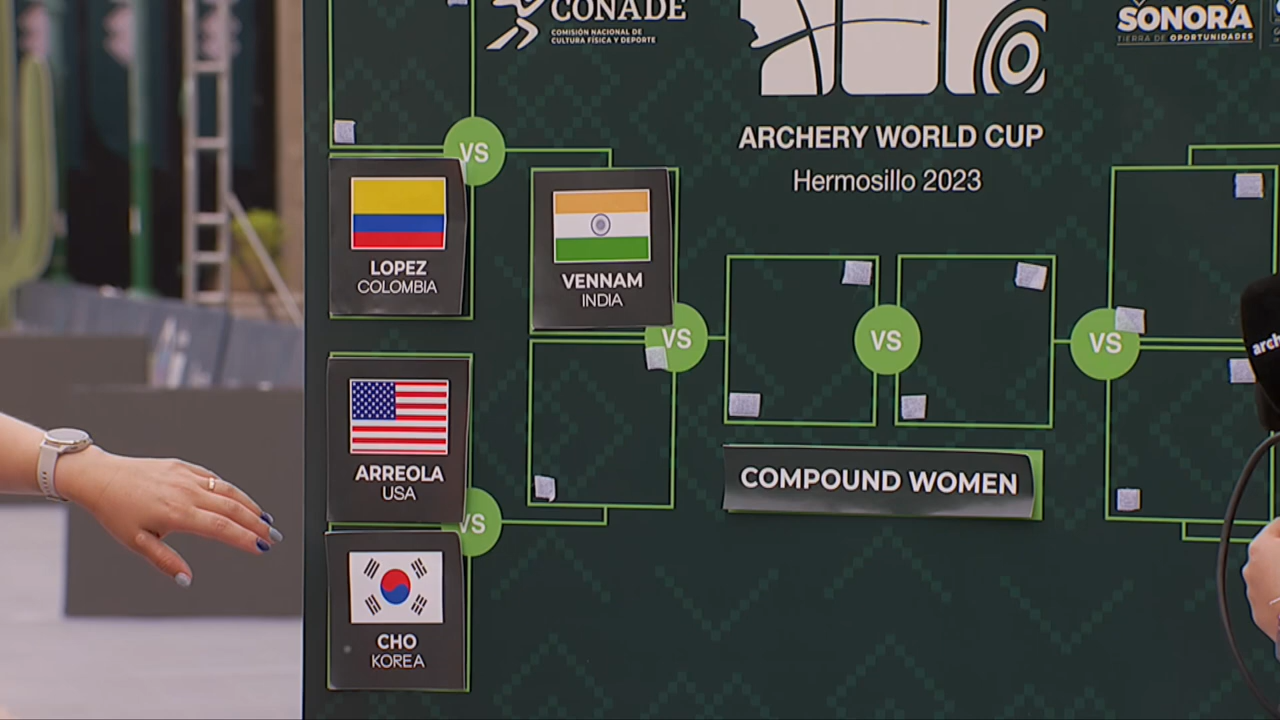 CONADE
COMISIÓN NACIONAL DE
CULTURA FÍSICA Y DEPORTE
SONORA
TIERRA DE OPORTUNIDADES
ARCHERY WORLD CUP
Hermosillo 2023
VS
LOPEZ
COLOMBIA
VENNAM
INDIA
VS
VS
VS
ARREOLA
USA
COMPOUND WOMEN
VS
CHO
KOREA